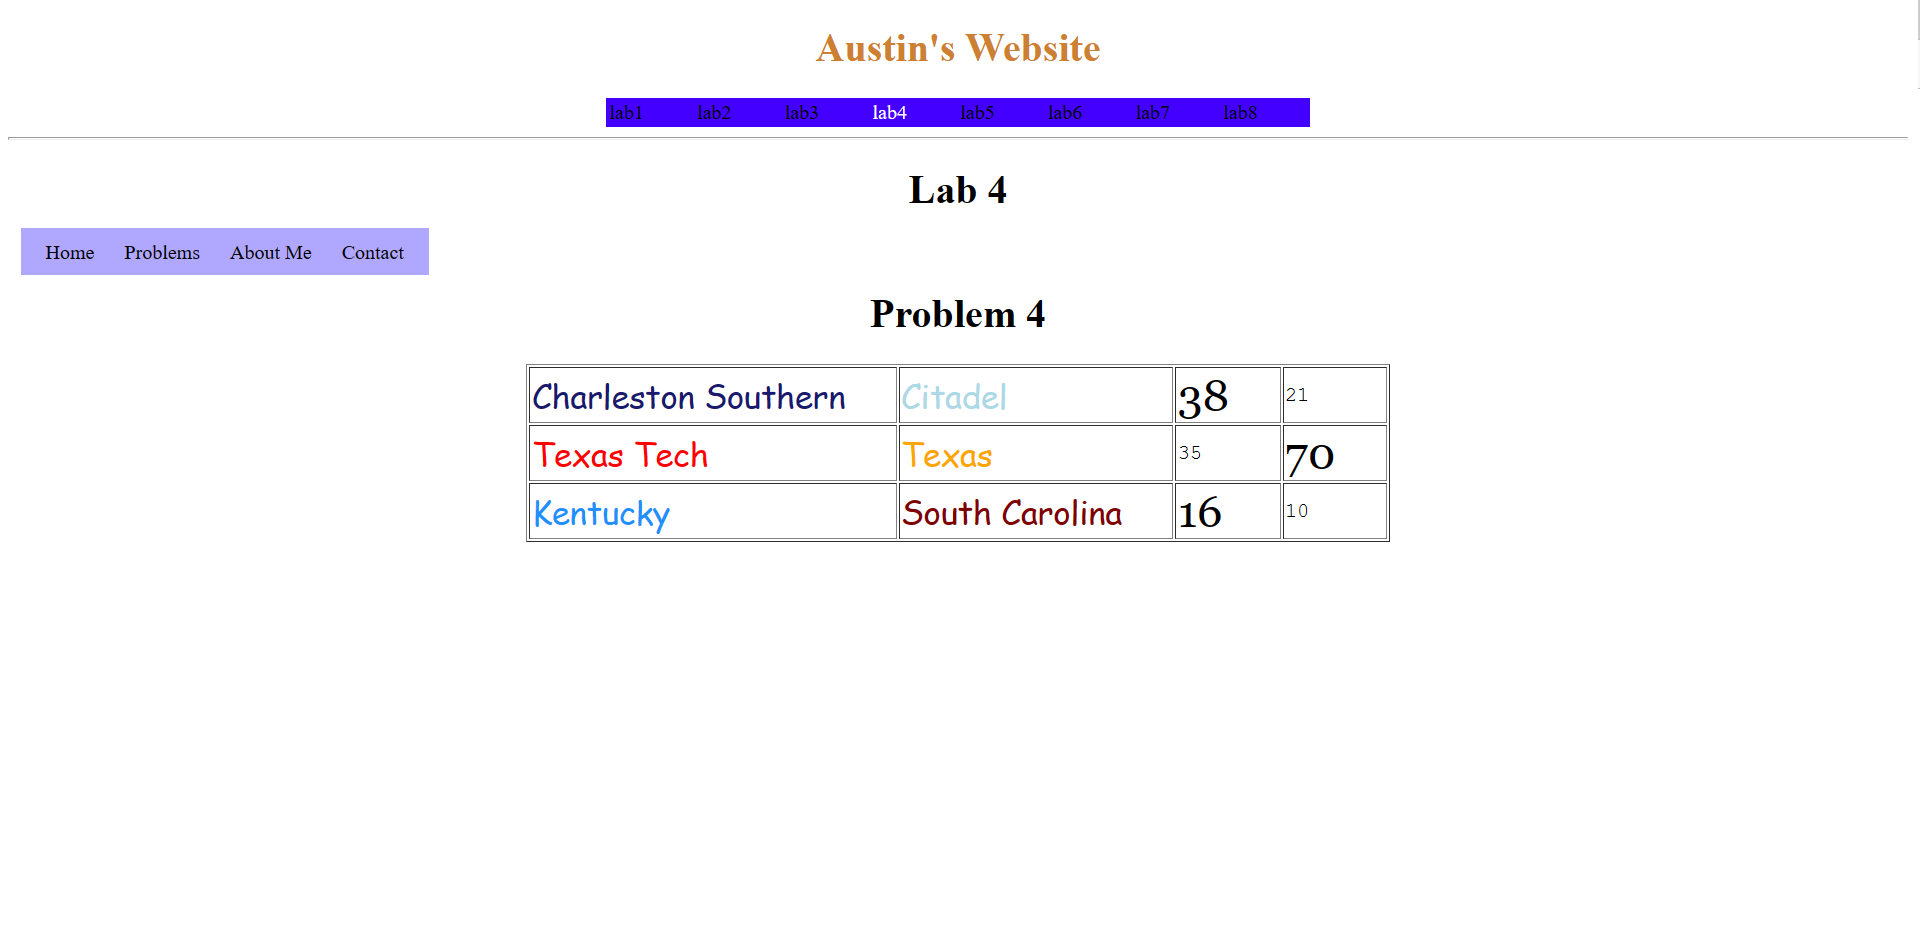 Austin's Website
lab1 lab2 lab3 lab4 lab5 lab6 lab7 lab8
Lab 4
Home Problems About Me Contact
Problem 4
Charleston Southern Citadel 38 21
Texas Tech Texas 35 70
Kentucky South Carolina 16 10